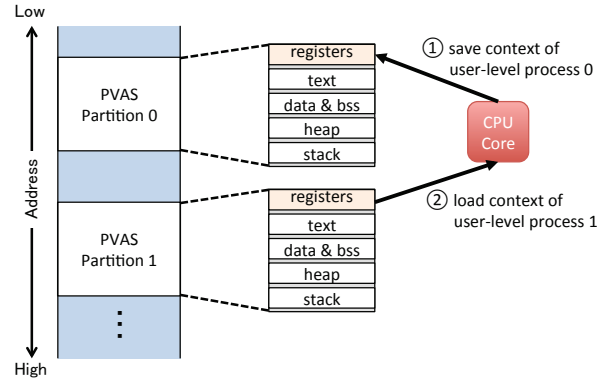 Low
Address
High
PVAS
Partition 0
PVAS
Partition 1
⋮
registers
text
data & bss
heap
stack
registers
text
data & bss
heap
stack
① save context of
user-level process 0
CPU
Core
② load context of
user-level process 1